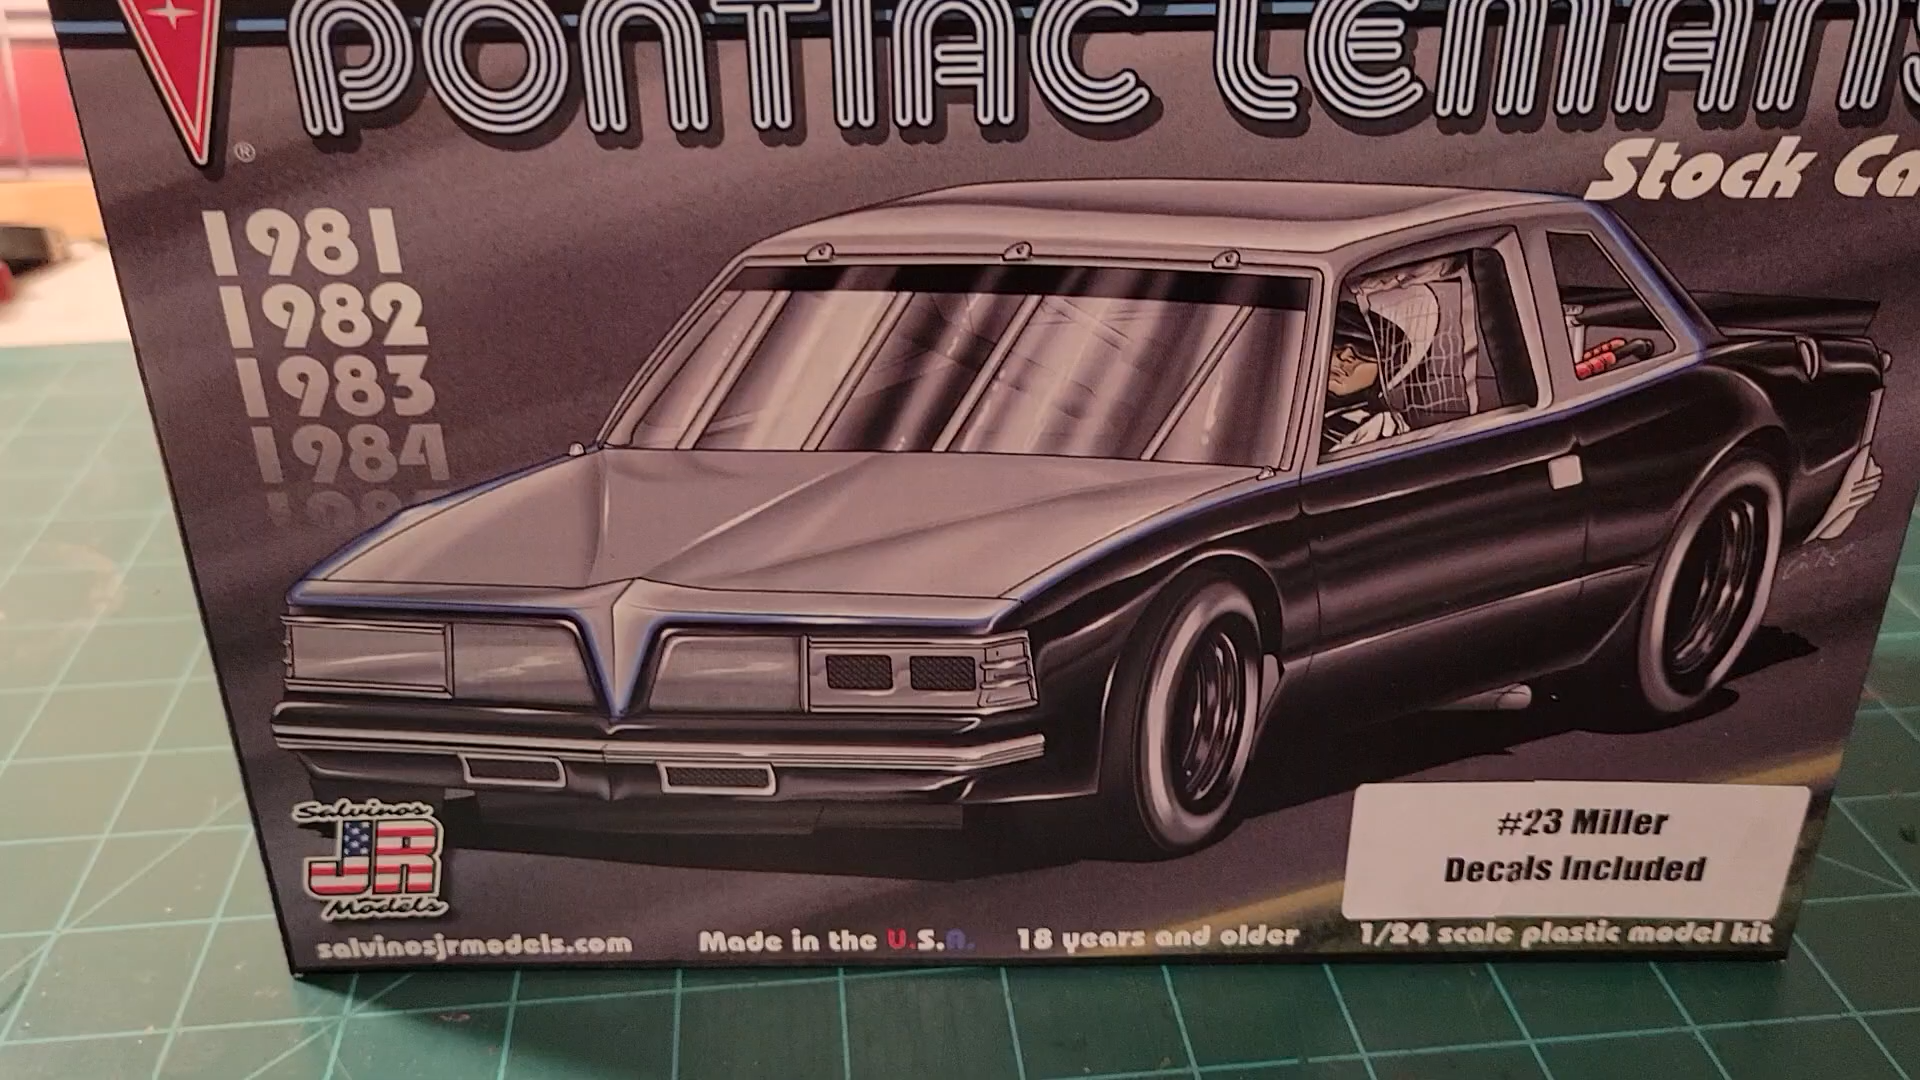 PONTIAC LEMANS
®
Stock Ca
1981
1982
1983
1984
198
Salvinos
JR
Models
#23 Miller
Decals Included
salvinosjrmodels.com
Made in the U.S.A.
18 years and older
1/24 scale plastic model kit